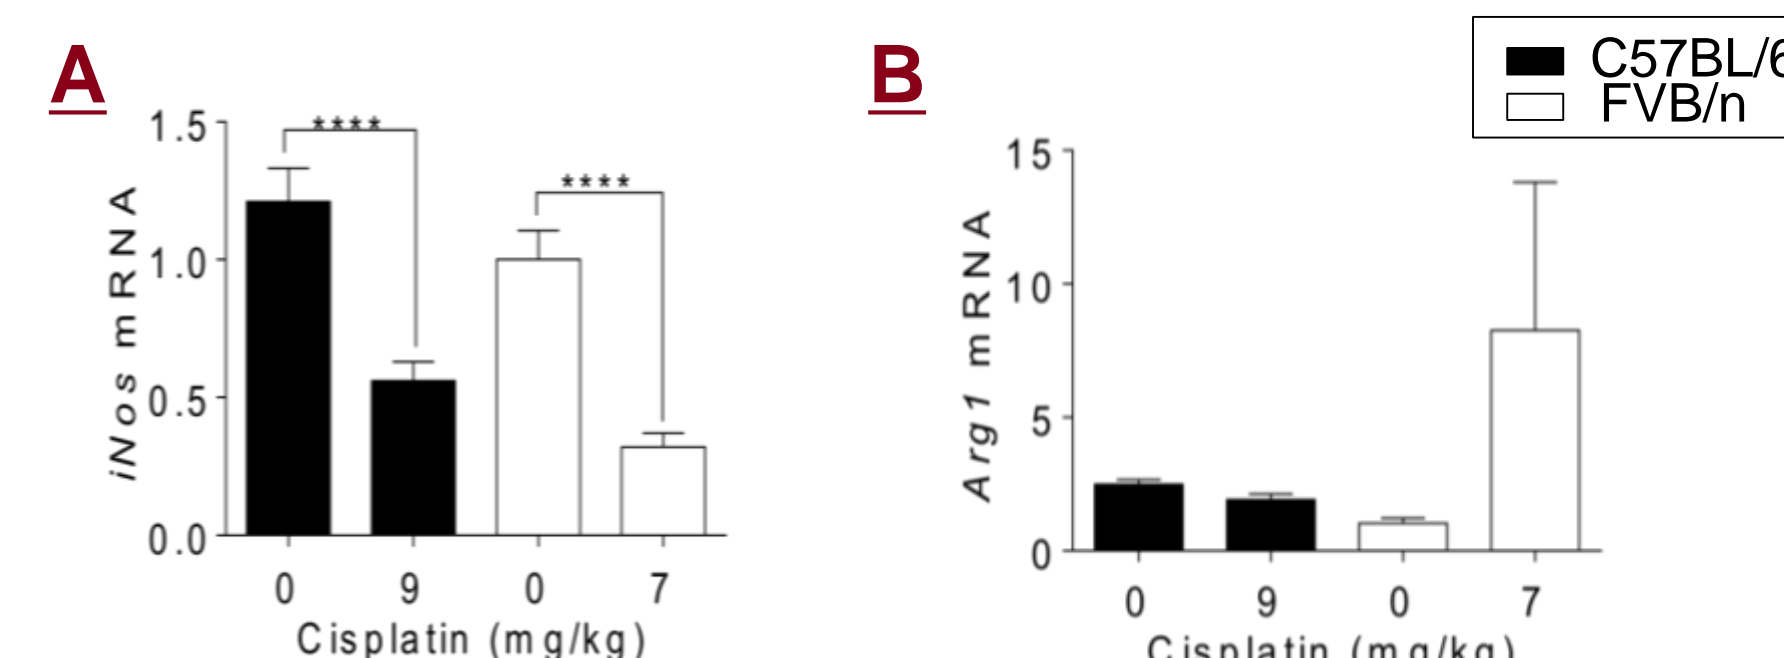 A
B
C57BL/6
FVB/n
****
****
1.5
1.0
0.5
0.0
iNos mRNA
0 9 0 7
Cisplatin (mg/kg)
15
10
5
0
Arg1 mRNA
0 9 0 7
Cisplatin (mg/kg)